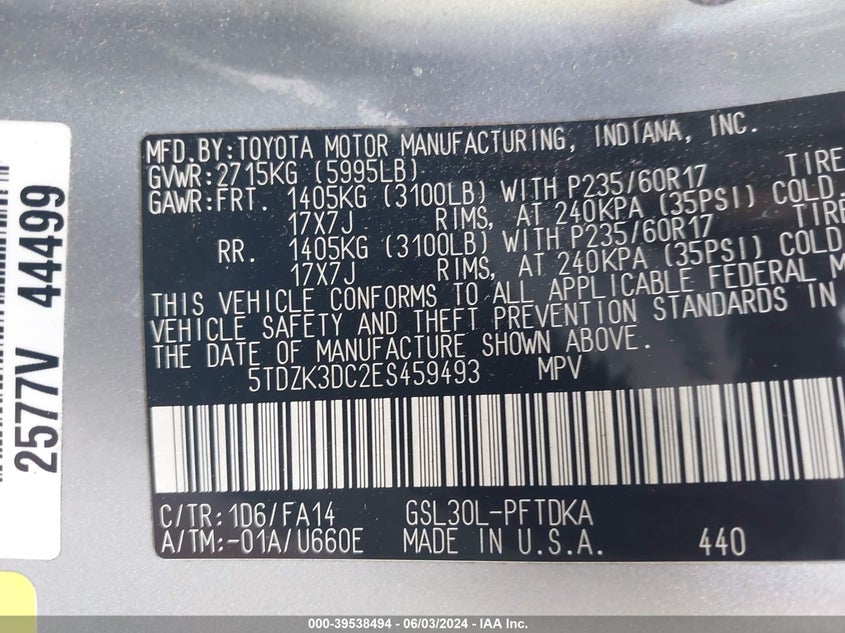 MFD.BY:TOYOTA MOTOR MANUFACTURING, INDIANA, INC.
GVWR:2715KG (5995LB)
GAWR:FRT. 1405KG (3100LB) WITH P235/60R17 TIRE
17X7J RIMS, AT 240KPA (35PSI) COLD.
RR. 1405KG (3100LB) WITH P235/60R17 TIRE
17X7J RIMS, AT 240KPA (35PSI) COLD
THIS VEHICLE CONFORMS TO ALL APPLICABLE FEDERAL M
VEHICLE SAFETY AND THEFT PREVENTION STANDARDS IN
THE DATE OF MANUFACTURE SHOWN ABOVE.
5TDZK3DC2ES459493 MPV
C/TR:1D6/FA14 GSL30L-PFTDKA
A/TM:-01A/U660E MADE IN U.S.A. 440
2577V 44499
000-39538494 - 06/03/2024 - IAA Inc.